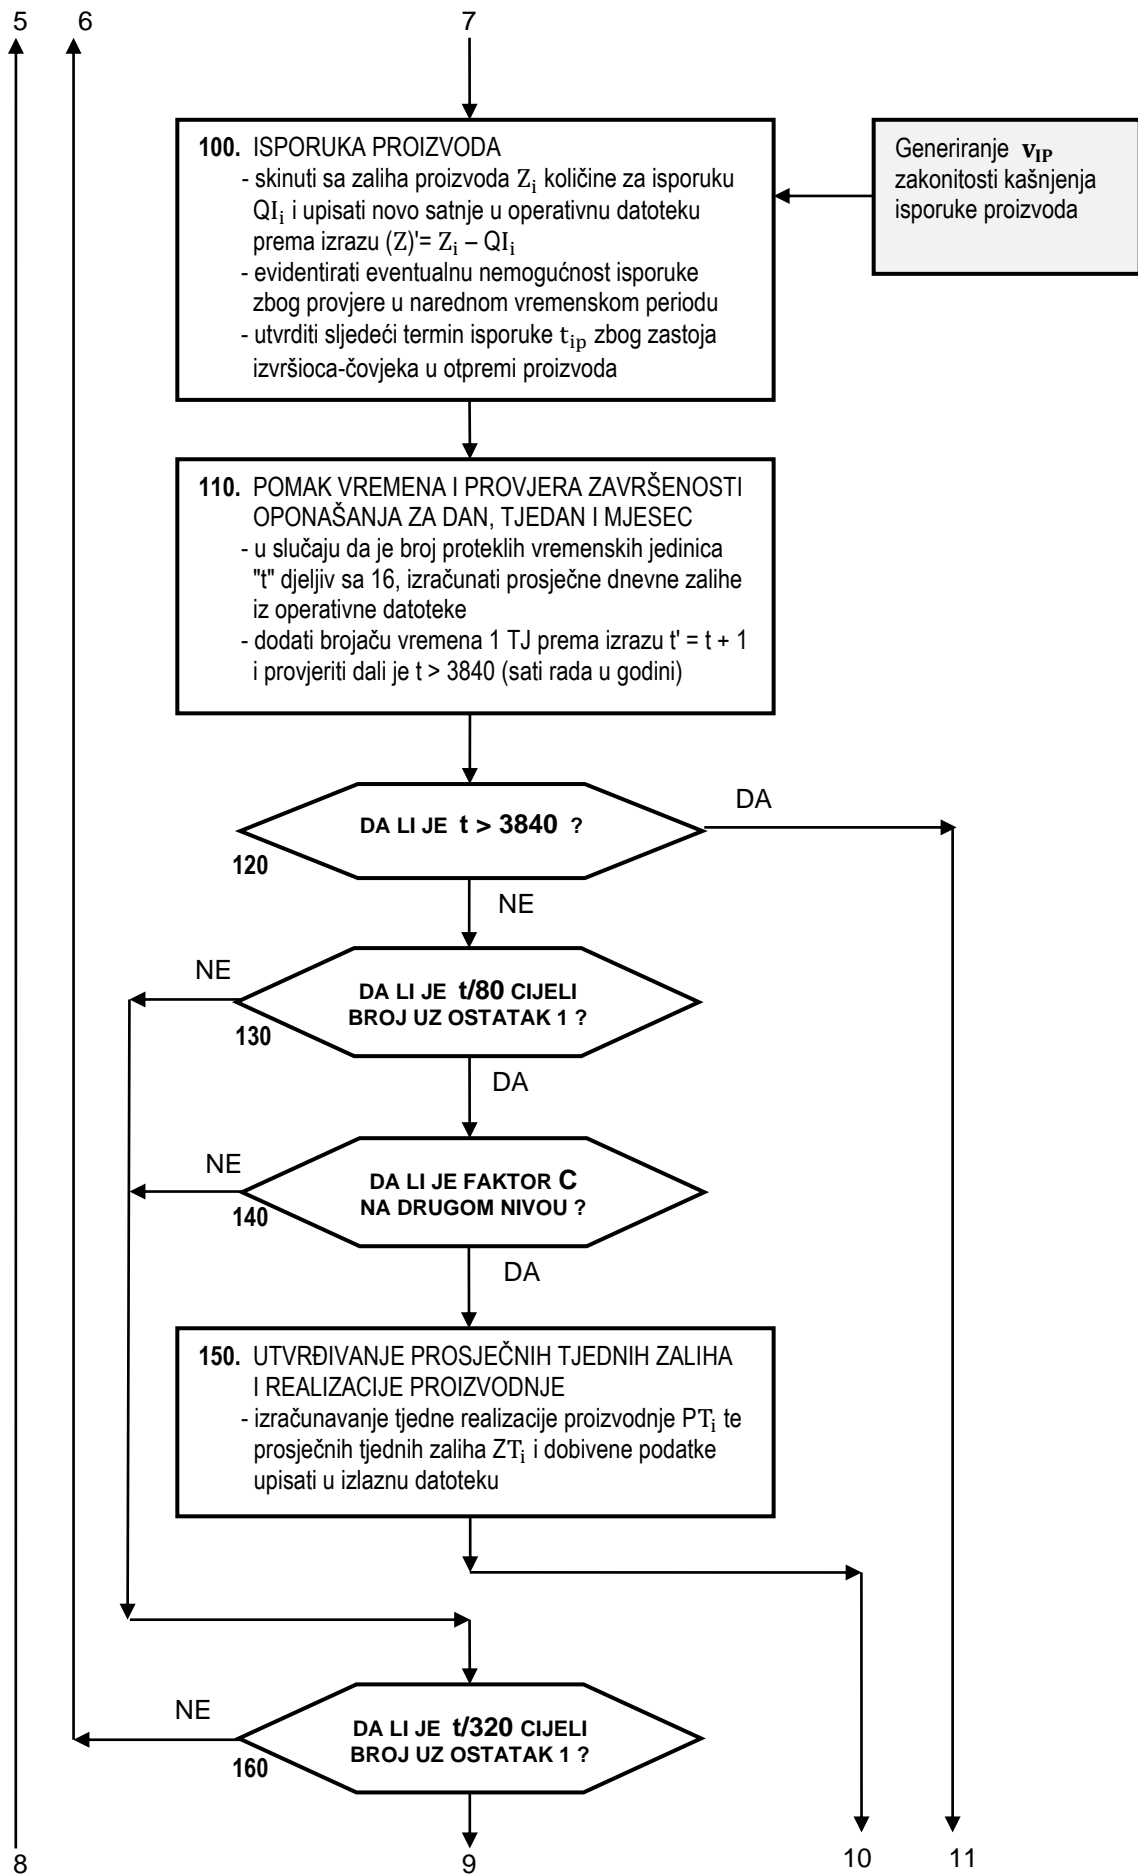 5 6 7
100. ISPORUKA PROIZVODA
- skinuti sa zaliha proizvoda Zi količine za isporuku
QIi i upisati novo satnje u operativnu datoteku
prema izrazu (Z)'= Zi – QIi
- evidentirati eventualnu nemogućnost isporuke
zbog provjere u narednom vremenskom periodu
- utvrditi sljedeći termin isporuke tip zbog zastoja
izvršioca-čovjeka u otpremi proizvoda
Generiranje vIP
zakonitosti kašnjenja
isporuke proizvoda
110. POMAK VREMENA I PROVJERA ZAVRŠENOSTI
OPONAŠANJA ZA DAN, TJEDAN I MJESEC
- u slučaju da je broj proteklih vremenskih jedinica
"t" djeljiv sa 16, izračunati prosječne dnevne zalihe
iz operativne datoteke
- dodati brojaču vremena 1 TJ prema izrazu t' = t + 1
i provjeriti dali je t > 3840 (sati rada u godini)
DA LI JE t > 3840 ?
DA
120
NE
NE
DA LI JE t/80 CIJELI
BROJ UZ OSTATAK 1 ?
130
DA
NE
DA LI JE FAKTOR C
NA DRUGOM NIVOU ?
140
DA
150. UTVRĐIVANJE PROSJEČNIH TJEDNIH ZALIHA
I REALIZACIJE PROIZVODNJE
- izračunavanje tjedne realizacije proizvodnje PTi te
prosječnih tjednih zaliha ZTi i dobivene podatke
upisati u izlaznu datoteku
NE
DA LI JE t/320 CIJELI
BROJ UZ OSTATAK 1 ?
160
8 9 10 11